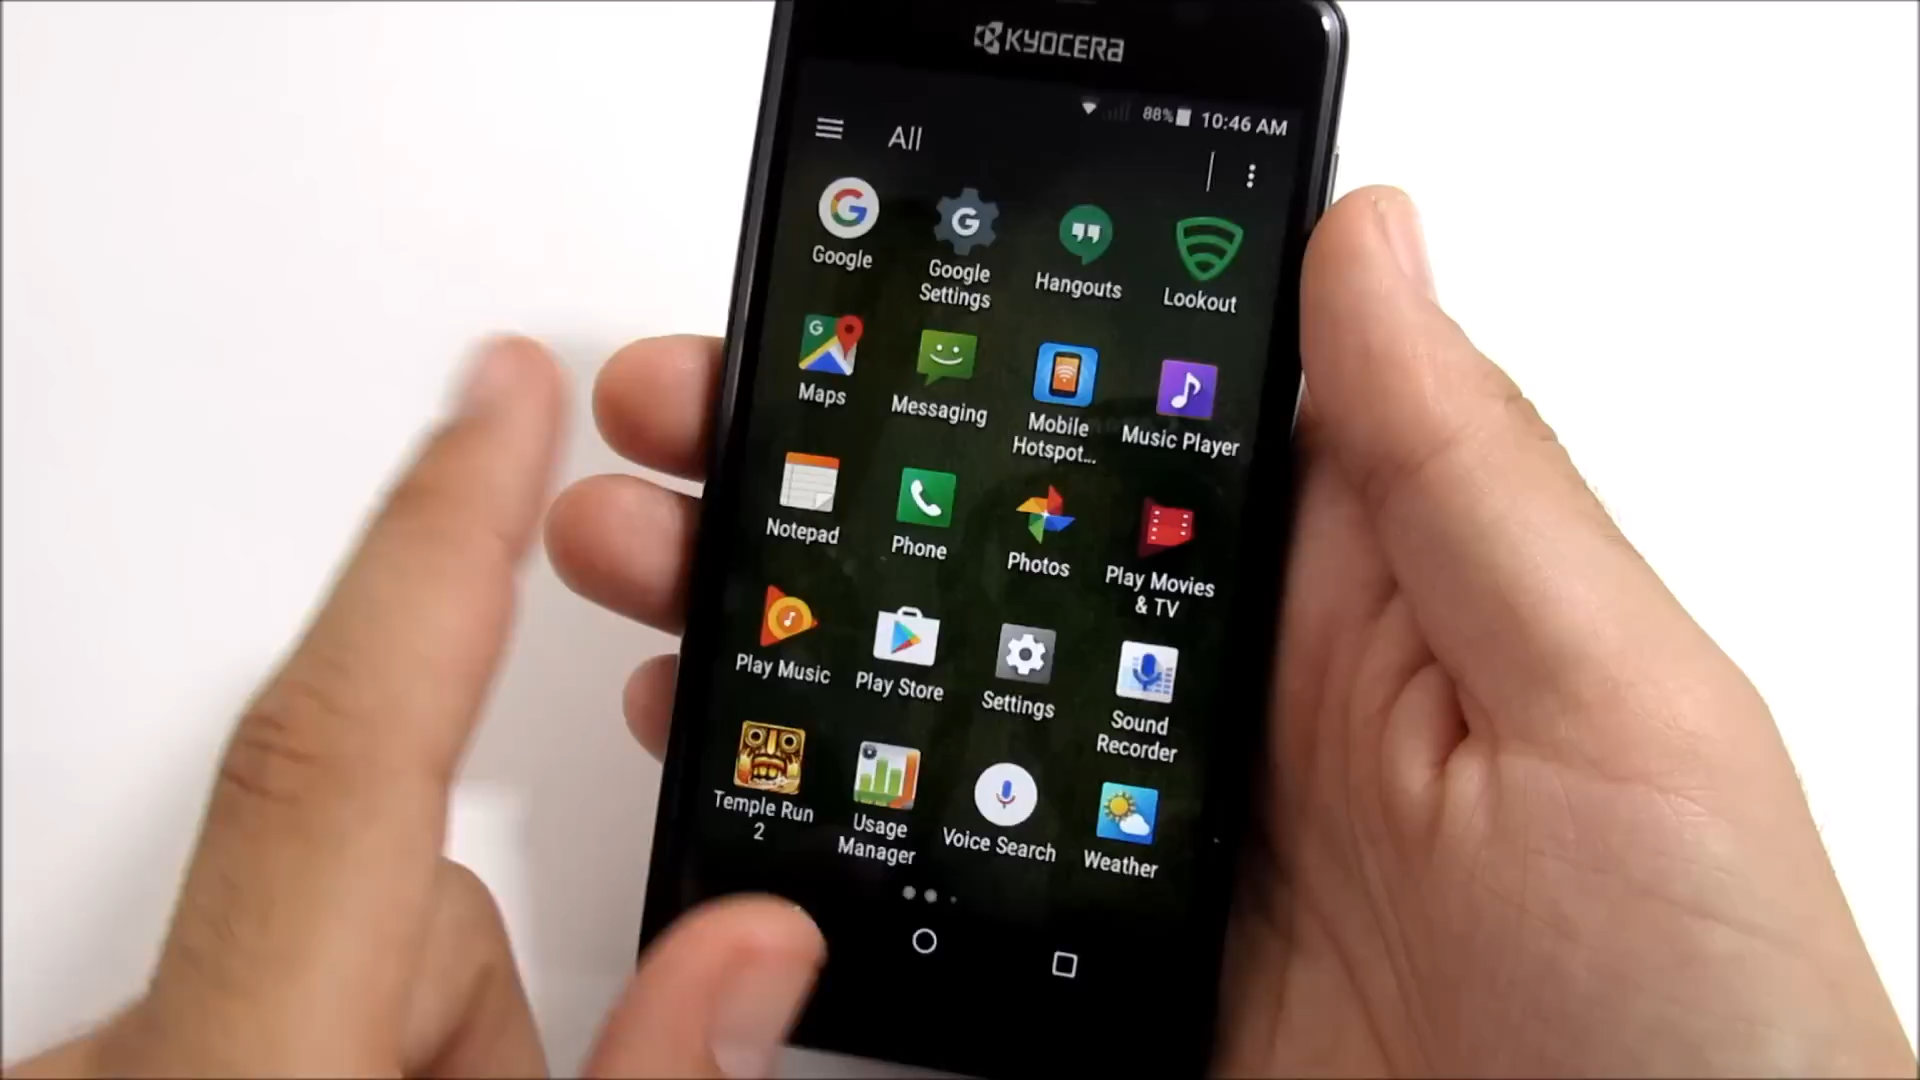 KYOCERA
88% 10:46 AM
All
Google
Google
Settings
Hangouts
Lookout
Maps
Messaging
Mobile
Hotspot...
Music Player
Notepad
Phone
Photos
Play Movies
& TV
Play Music
Play Store
Settings
Sound
Recorder
Temple Run
2
Usage
Manager
Voice Search
Weather